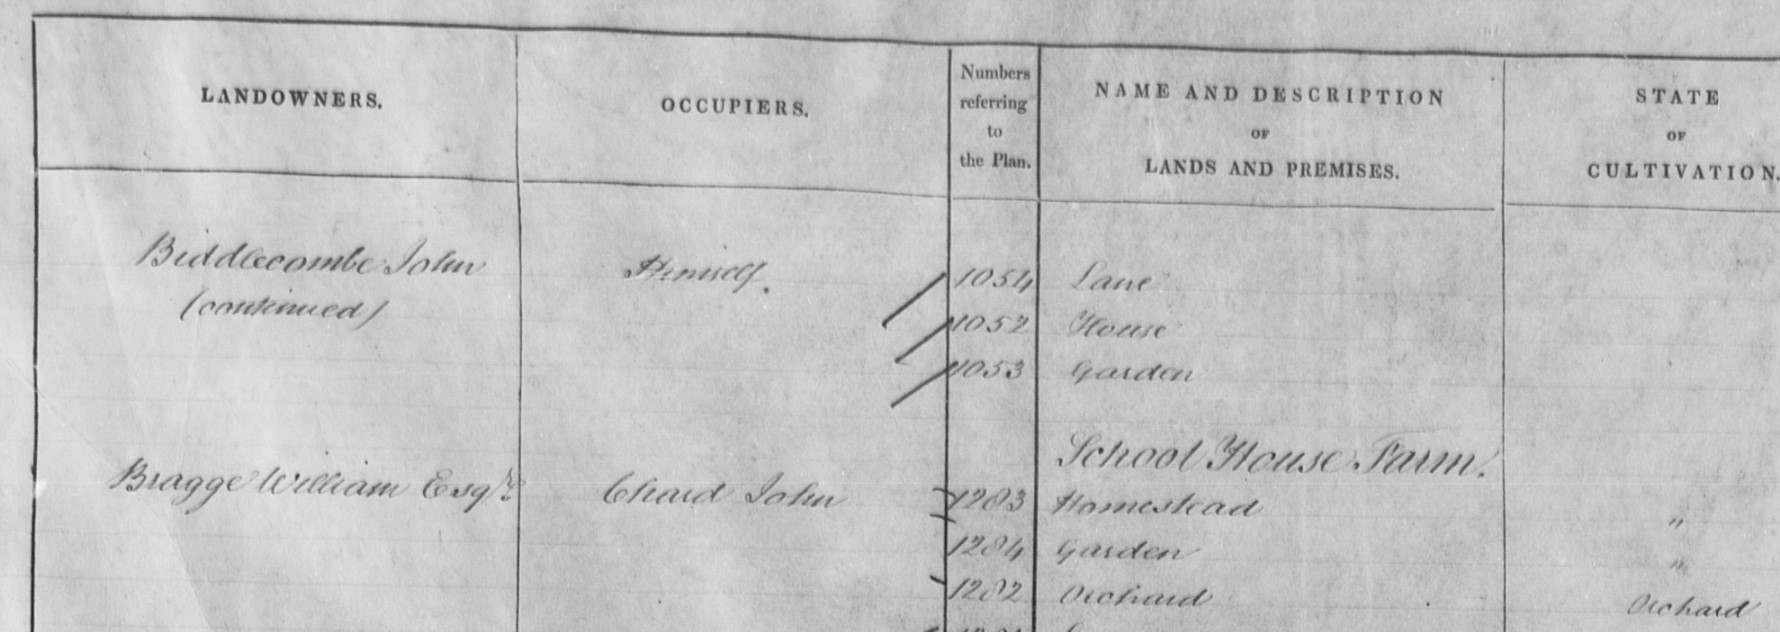 LANDOWNERS. OCCUPIERS. Numbers referring to the Plan. NAME AND DESCRIPTION OF LANDS AND PREMISES. STATE OF CULTIVATION.
Biddlecombe John Himself. 1054 Lane
(continued) 1052 House
1053 Garden
School House Farm.
Bragge William Esqre Chard John 1283 Homestead „
1284 Garden „
1282 Orchard Orchard